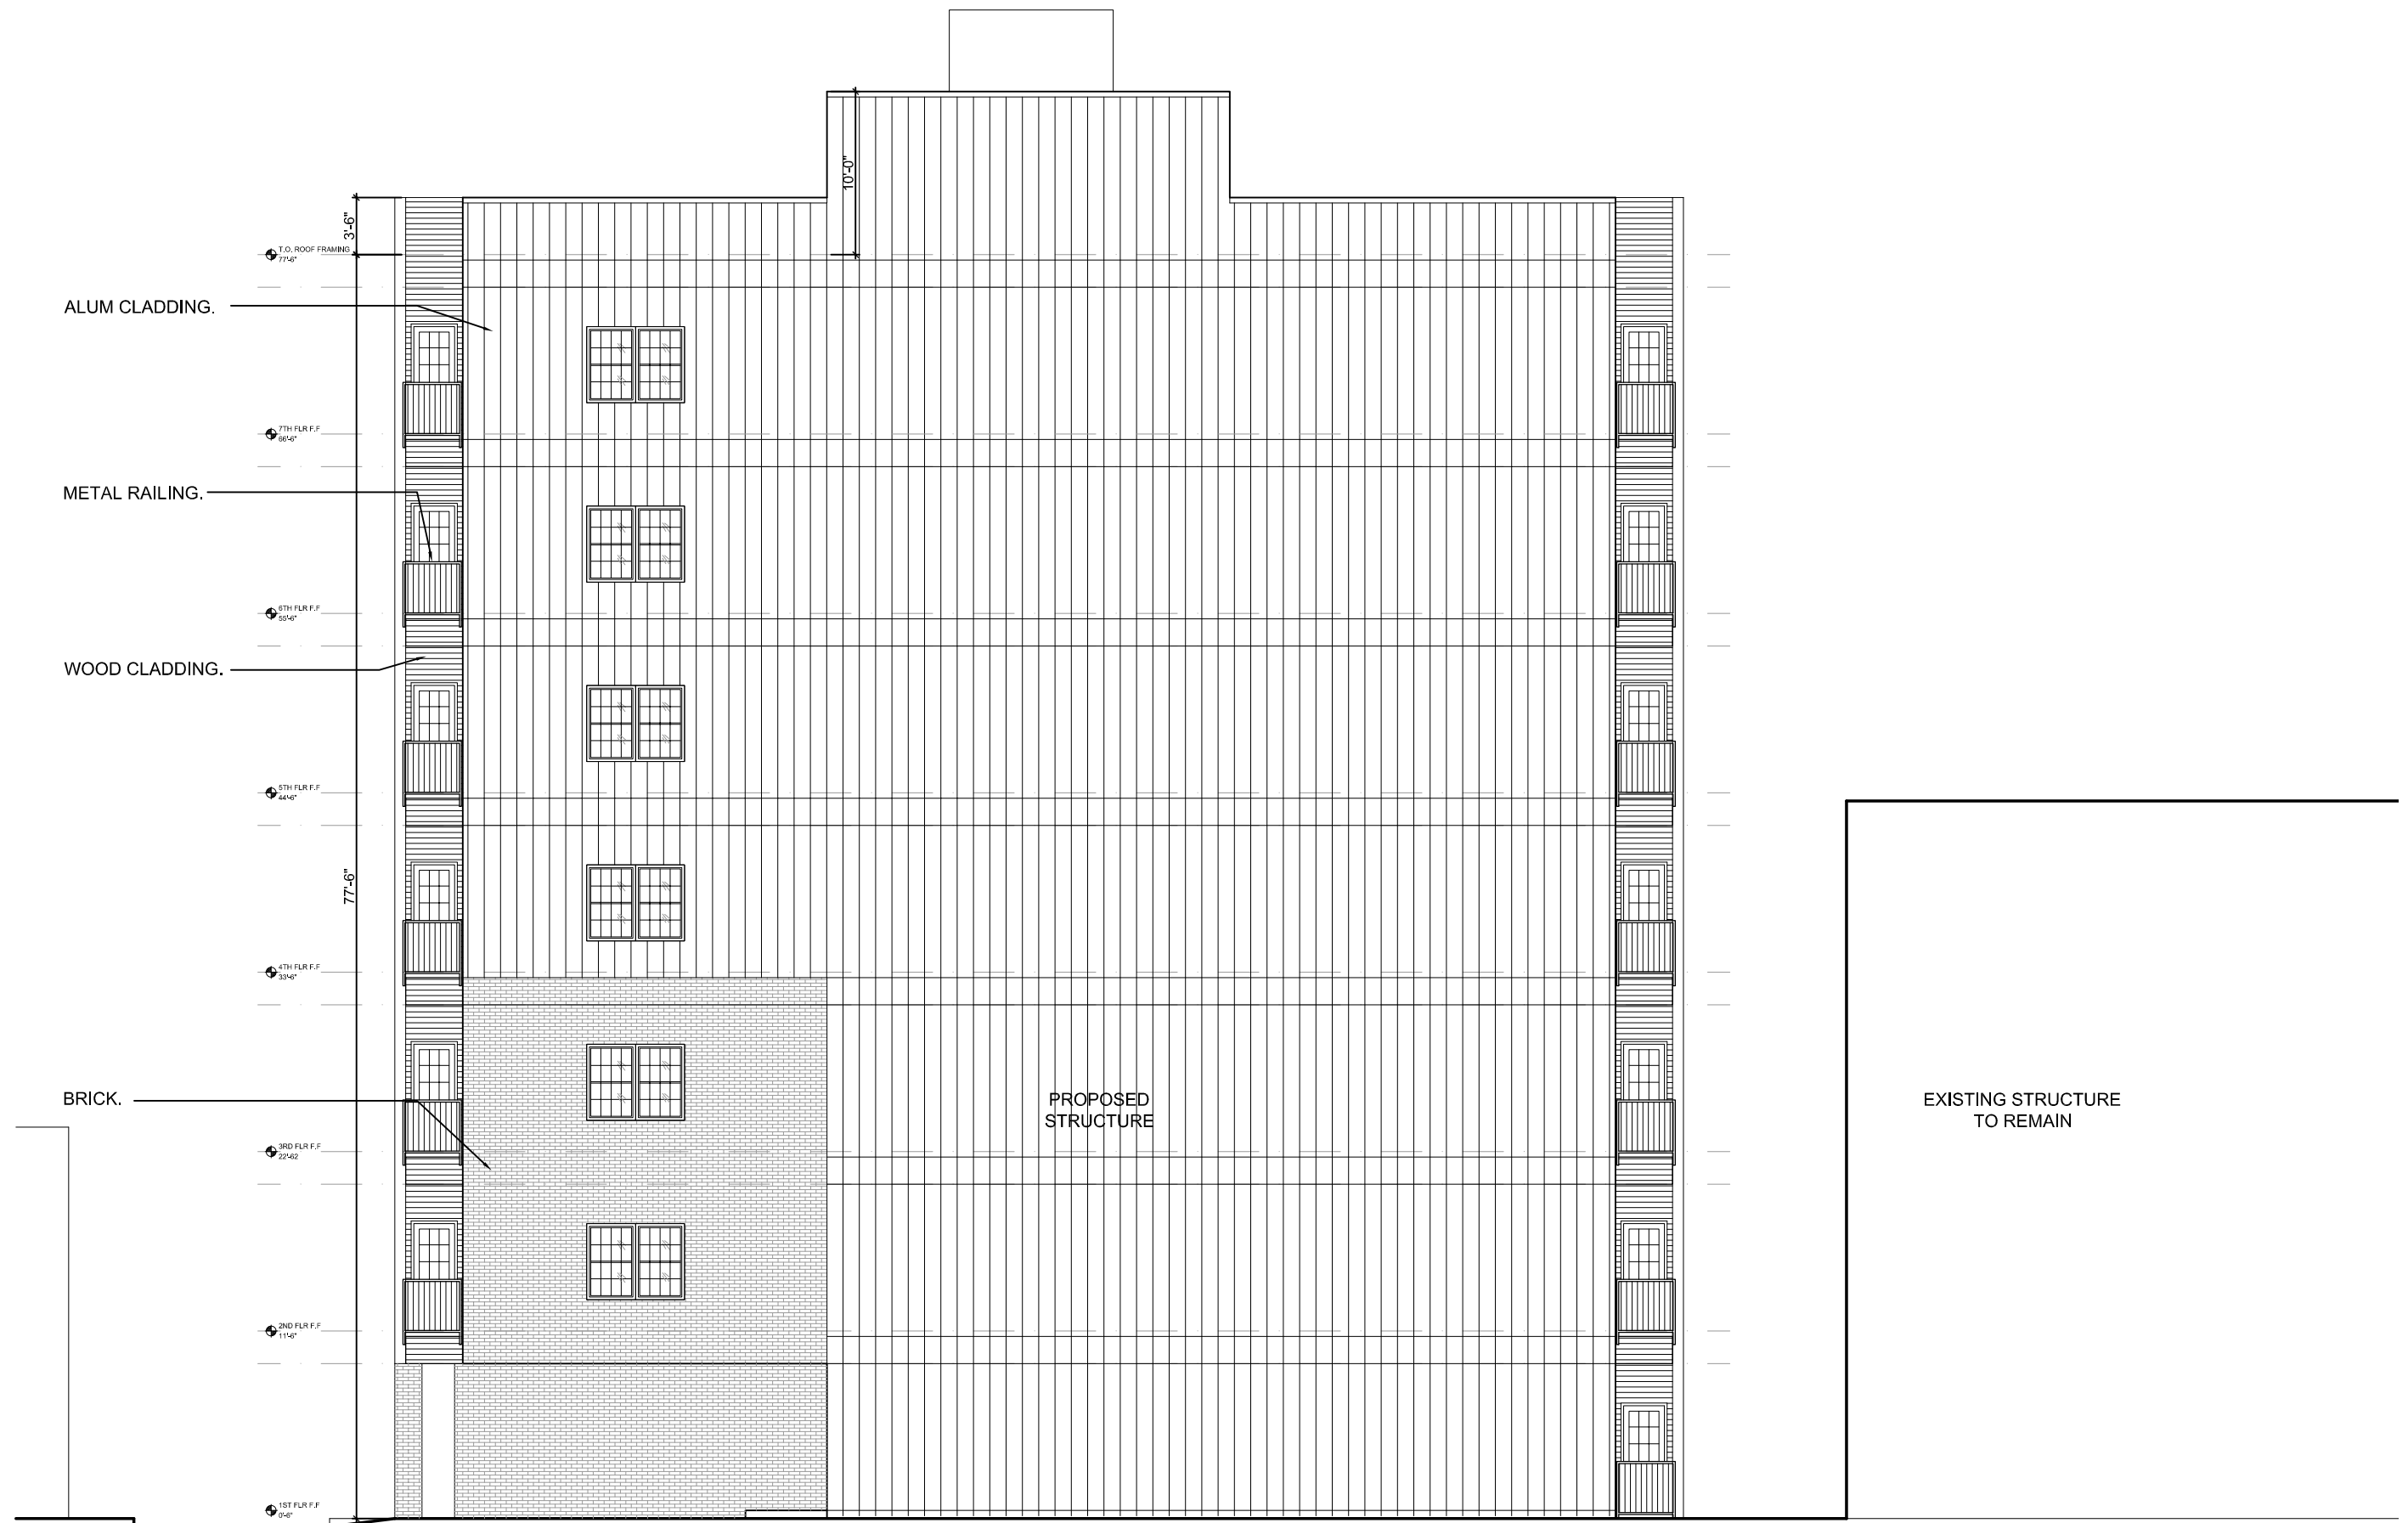 10'-0"
3'-6"
T.O. ROOF FRAMING
77'-6"
ALUM CLADDING.
7TH FLR F.F
66'-6"
METAL RAILING.
6TH FLR F.F
55'-6"
WOOD CLADDING.
5TH FLR F.F
44'-6"
77'-6"
4TH FLR F.F
33'-6"
BRICK.
PROPOSED
STRUCTURE
EXISTING STRUCTURE
TO REMAIN
3RD FLR F.F
22'-62
2ND FLR F.F
11'-6"
1ST FLR F.F
0'-6"